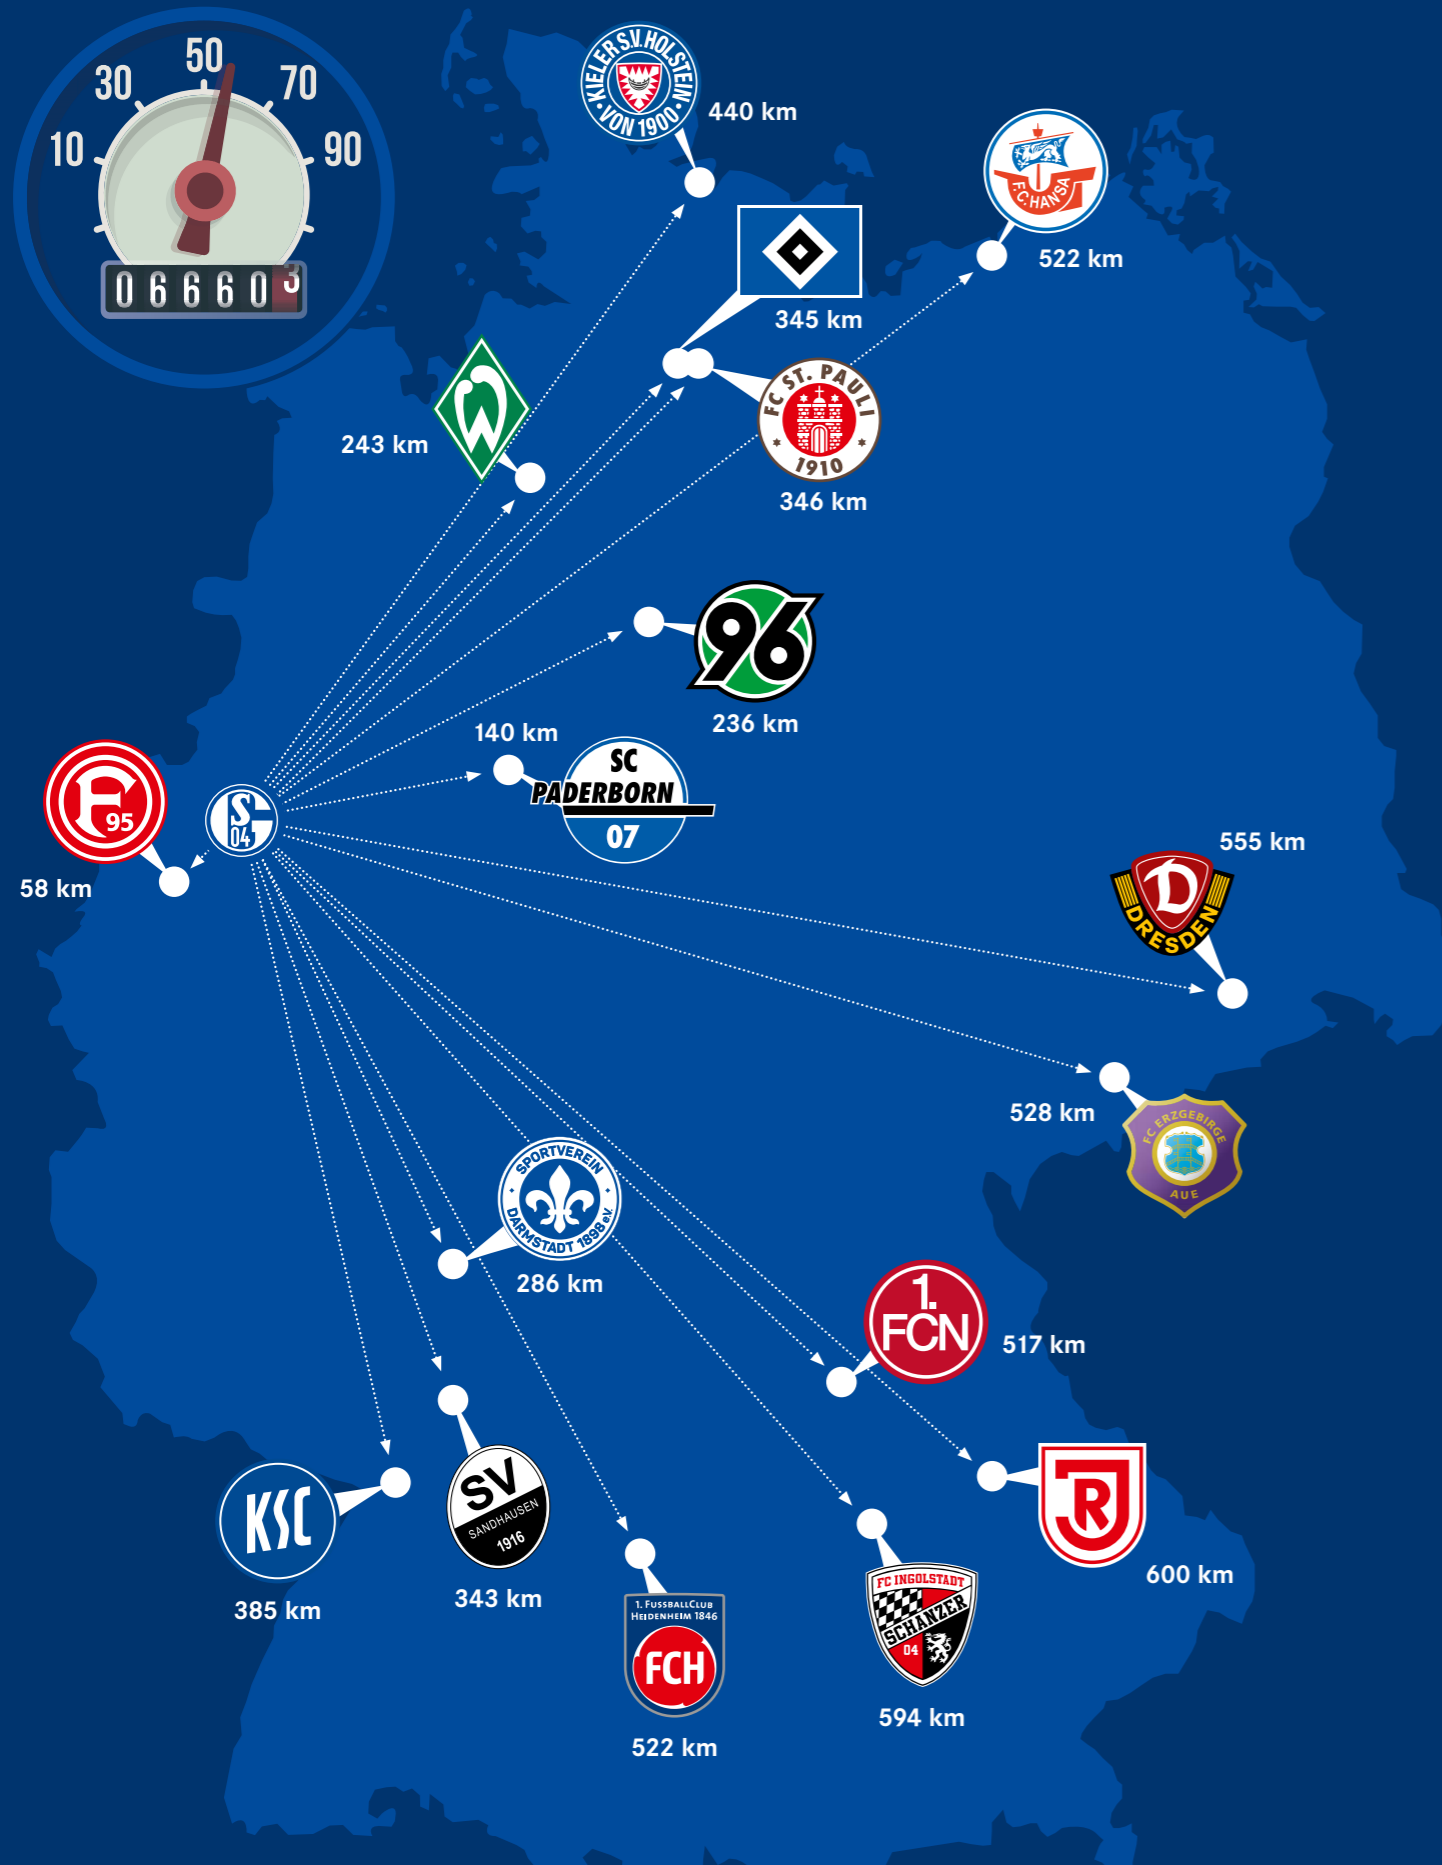 50
30
70
10
90
066603
KIELER S.V. HOLSTEIN
VON 1900
440 km
F.C. HANSA
522 km
345 km
FC ST. PAULI
1910
346 km
W
243 km
96
236 km
140 km
SC
PADERBORN
07
F
95
58 km
S
04
555 km
D
DRESDEN
528 km
FC ERZGEBIRGE
AUE
SPORTVEREIN
DARMSTADT 1898 e.V.
286 km
1.
FCN
517 km
KSC
385 km
SV
SANDHAUSEN
1916
343 km
1. FUSSBALLCLUB
HEIDENHEIM 1846
FCH
522 km
FC INGOLSTADT
SCHANZER
04
594 km
JR
600 km